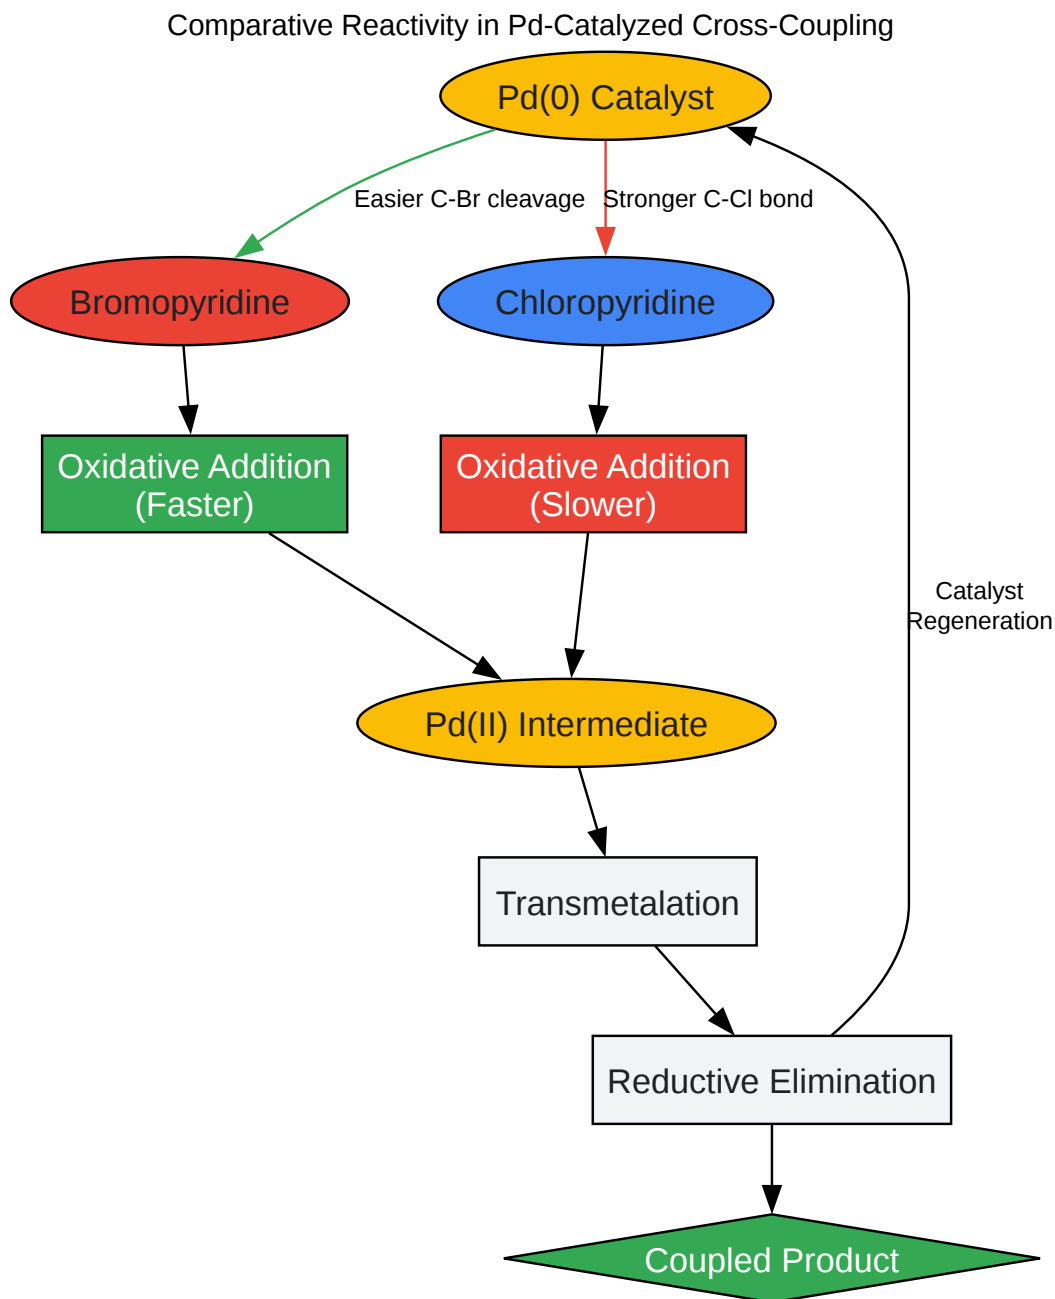 Comparative Reactivity in Pd-Catalyzed Cross-Coupling
Pd(0) Catalyst
Easier C-Br cleavage
Stronger C-Cl bond
Bromopyridine
Chloropyridine
Oxidative Addition
(Faster)
Oxidative Addition
(Slower)
Catalyst
Regeneration
Pd(II) Intermediate
Transmetalation
Reductive Elimination
Coupled Product